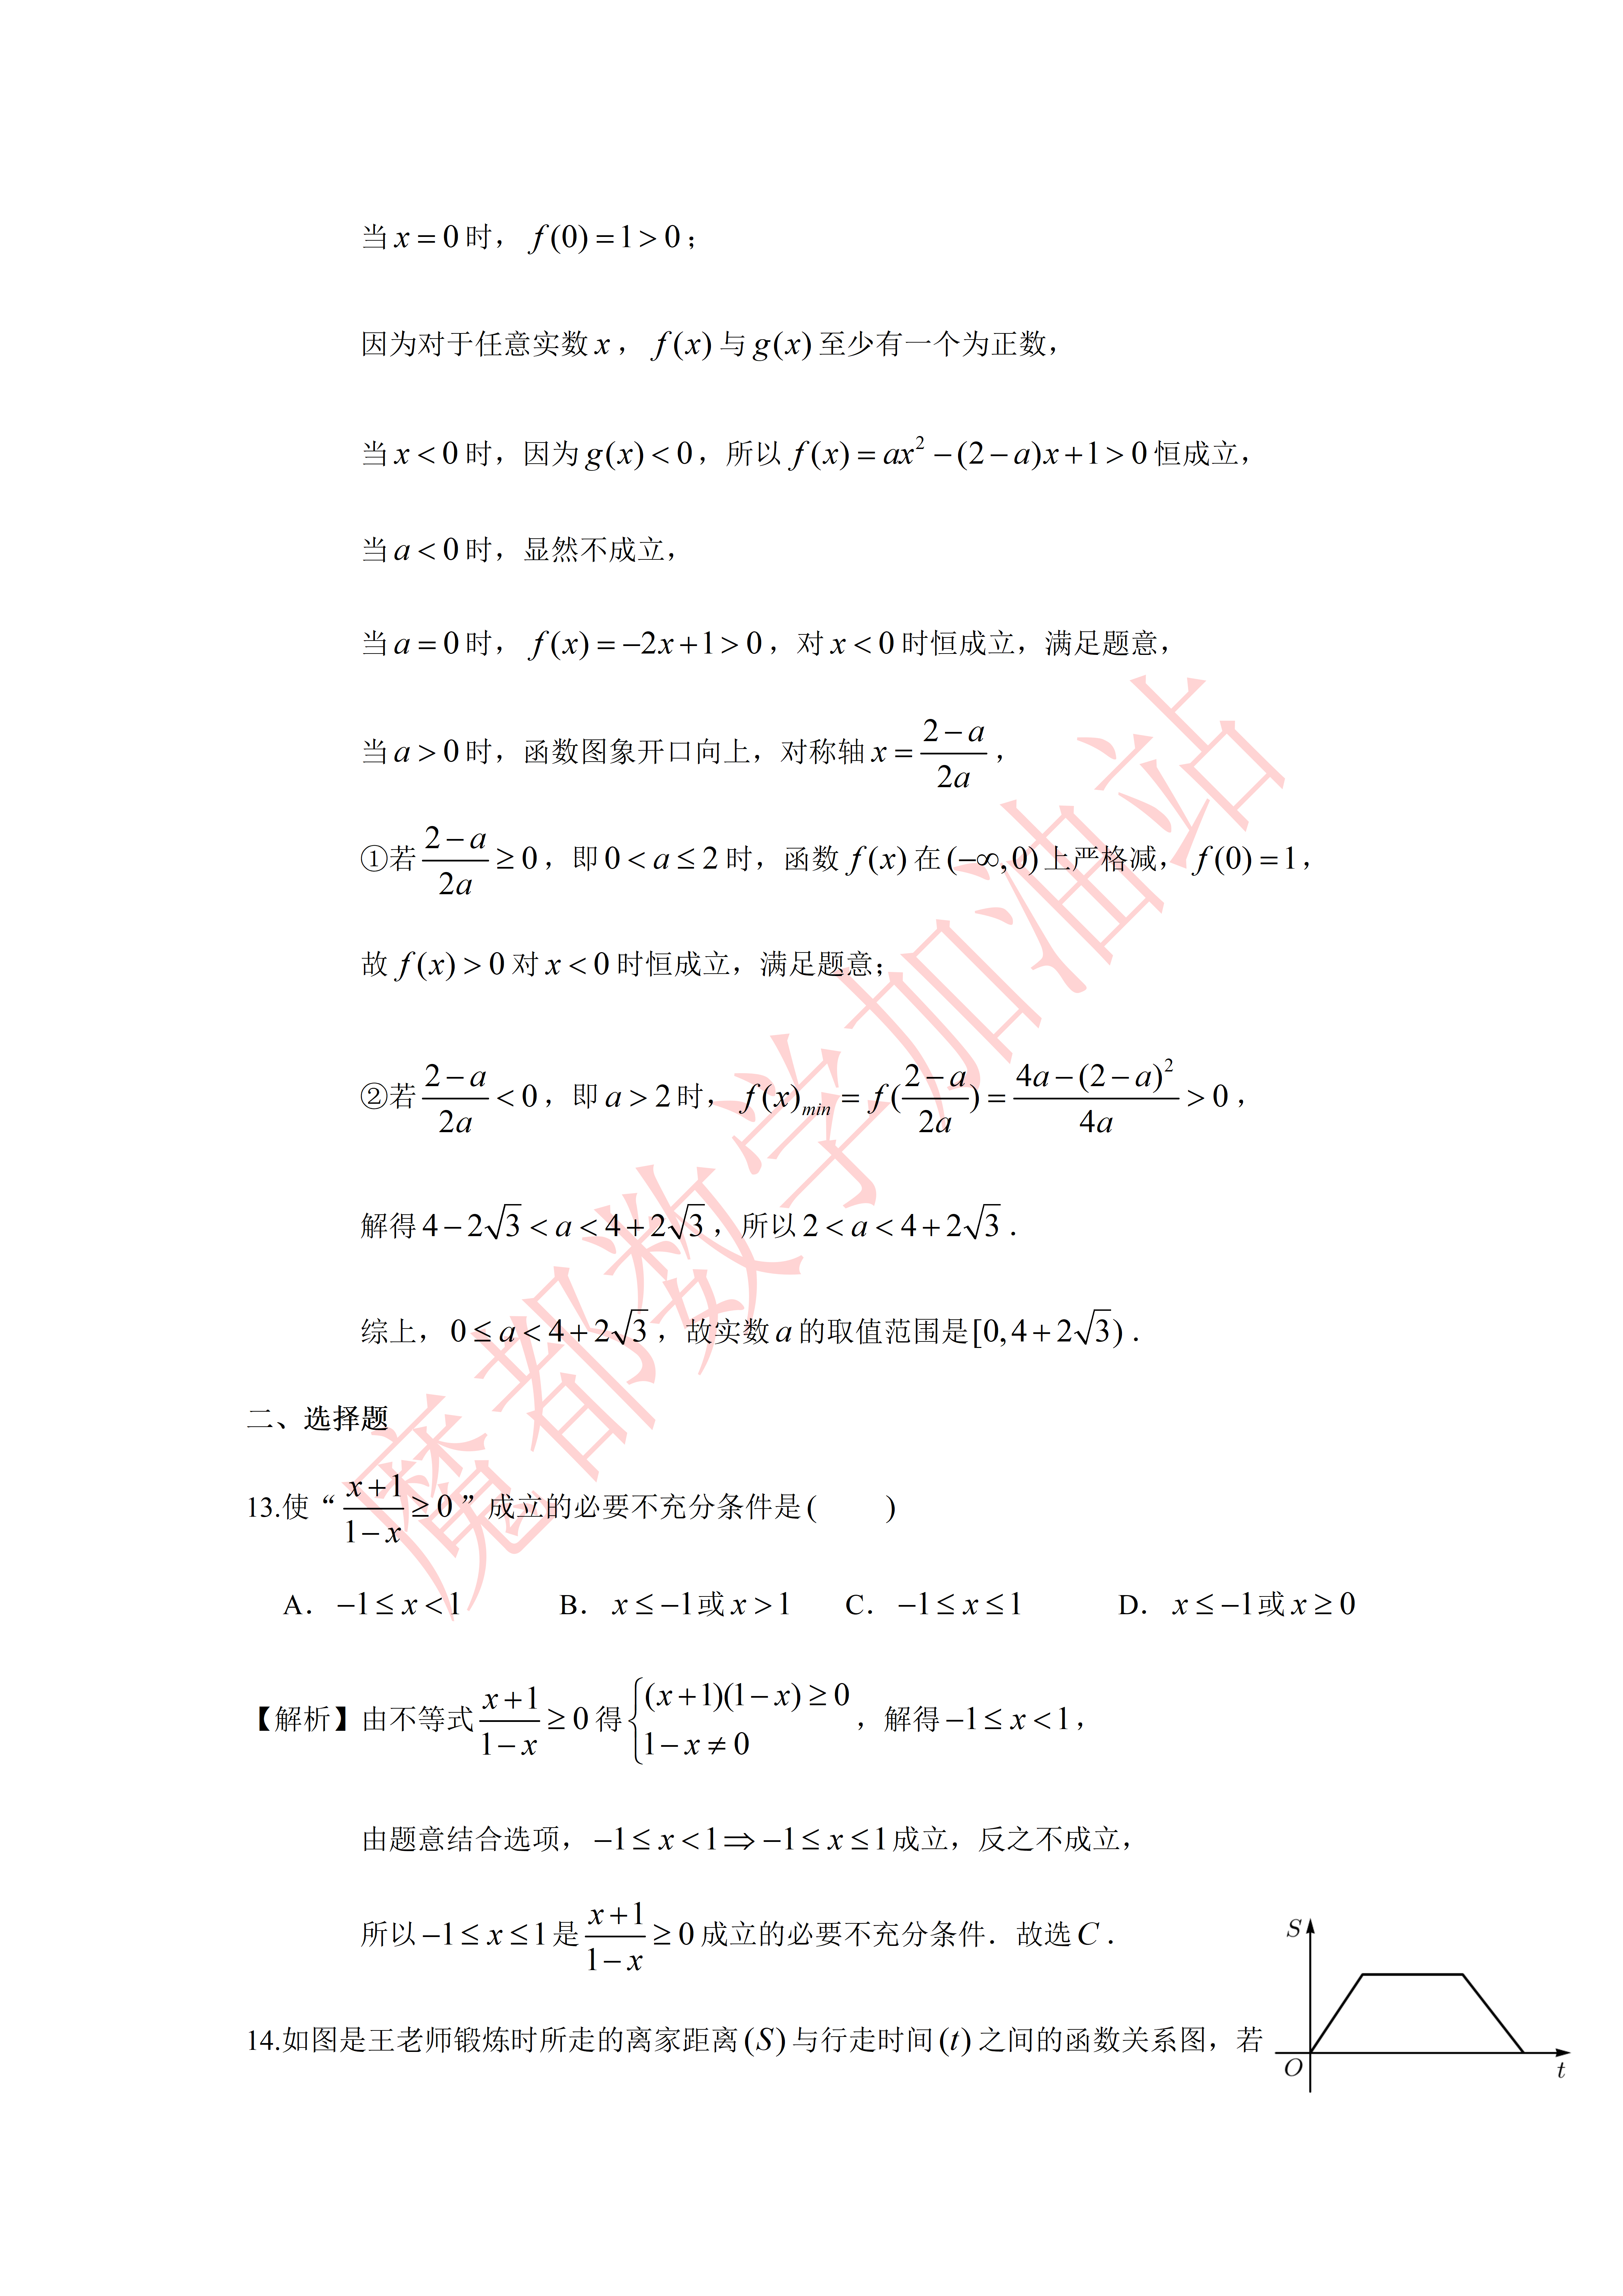 当 x = 0 时， f(0) = 1 > 0；
因为对于任意实数 x ， f(x) 与 g(x) 至少有一个为正数，
当 x < 0 时，因为 g(x) < 0 ，所以 f(x) = ax² − (2 − a)x + 1 > 0 恒成立，
当 a < 0 时，显然不成立，
当 a = 0 时， f(x) = −2x + 1 > 0 ，对 x < 0 时恒成立，满足题意，
当 a > 0 时，函数图象开口向上，对称轴 x = \frac{2 − a}{2a} ，
①若 \frac{2 − a}{2a} ≥ 0 ，即 0 < a ≤ 2 时，函数 f(x) 在 (−∞,0) 上严格减， f(0) = 1 ，
故 f(x) > 0 对 x < 0 时恒成立，满足题意；
②若 \frac{2 − a}{2a} < 0 ，即 a > 2 时， f(x)_{min} = f(\frac{2 − a}{2a}) = \frac{4a − (2 − a)²}{4a} > 0 ，
解得 4 − 2√3 < a < 4 + 2√3 ，所以 2 < a < 4 + 2√3 ．
综上， 0 ≤ a < 4 + 2√3 ，故实数 a 的取值范围是 [0, 4 + 2√3) ．
二、选择题
13.使“ \frac{x + 1}{1 − x} ≥ 0 ”成立的必要不充分条件是 ( )
A． −1 ≤ x < 1 B． x ≤ −1 或 x > 1 C． −1 ≤ x ≤ 1 D． x ≤ −1 或 x ≥ 0
【解析】由不等式 \frac{x + 1}{1 − x} ≥ 0 得 { (x + 1)(1 − x) ≥ 0 1 − x ≠ 0 ，解得 −1 ≤ x < 1 ，
由题意结合选项， −1 ≤ x < 1 ⇒ −1 ≤ x ≤ 1 成立，反之不成立，
所以 −1 ≤ x ≤ 1 是 \frac{x + 1}{1 − x} ≥ 0 成立的必要不充分条件．故选 C ．
14.如图是王老师锻炼时所走的离家距离 (S) 与行走时间 (t) 之间的函数关系图，若
S
O
t
魔都数学加油站